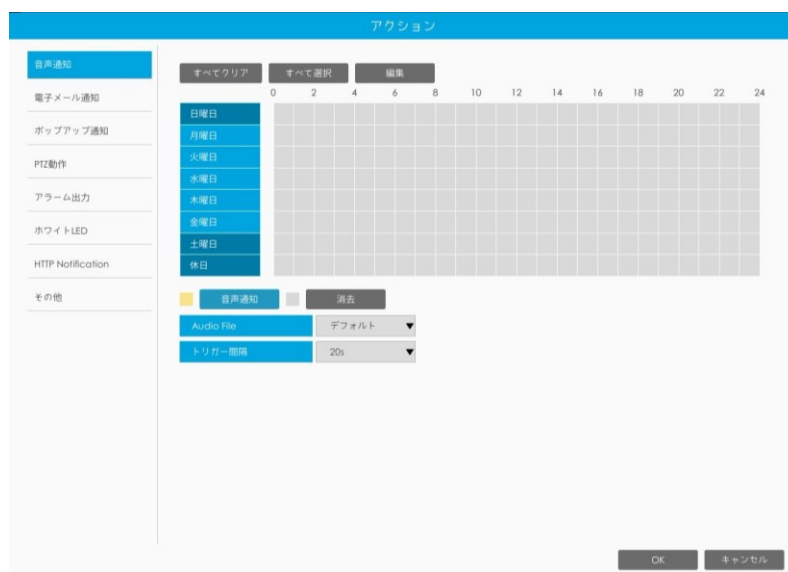 アクション
音声通知
電子メール通知
ポップアップ通知
PTZ動作
アラーム出力
ホワイトLED
HTTP Notification
その他
すべてクリア すべて選択 編集
0 2 4 6 8 10 12 14 16 18 20 22 24
日曜日
月曜日
火曜日
水曜日
木曜日
金曜日
土曜日
休日
音声通知 消去
Audio File デフォルト
トリガー間隔 20s
OK キャンセル